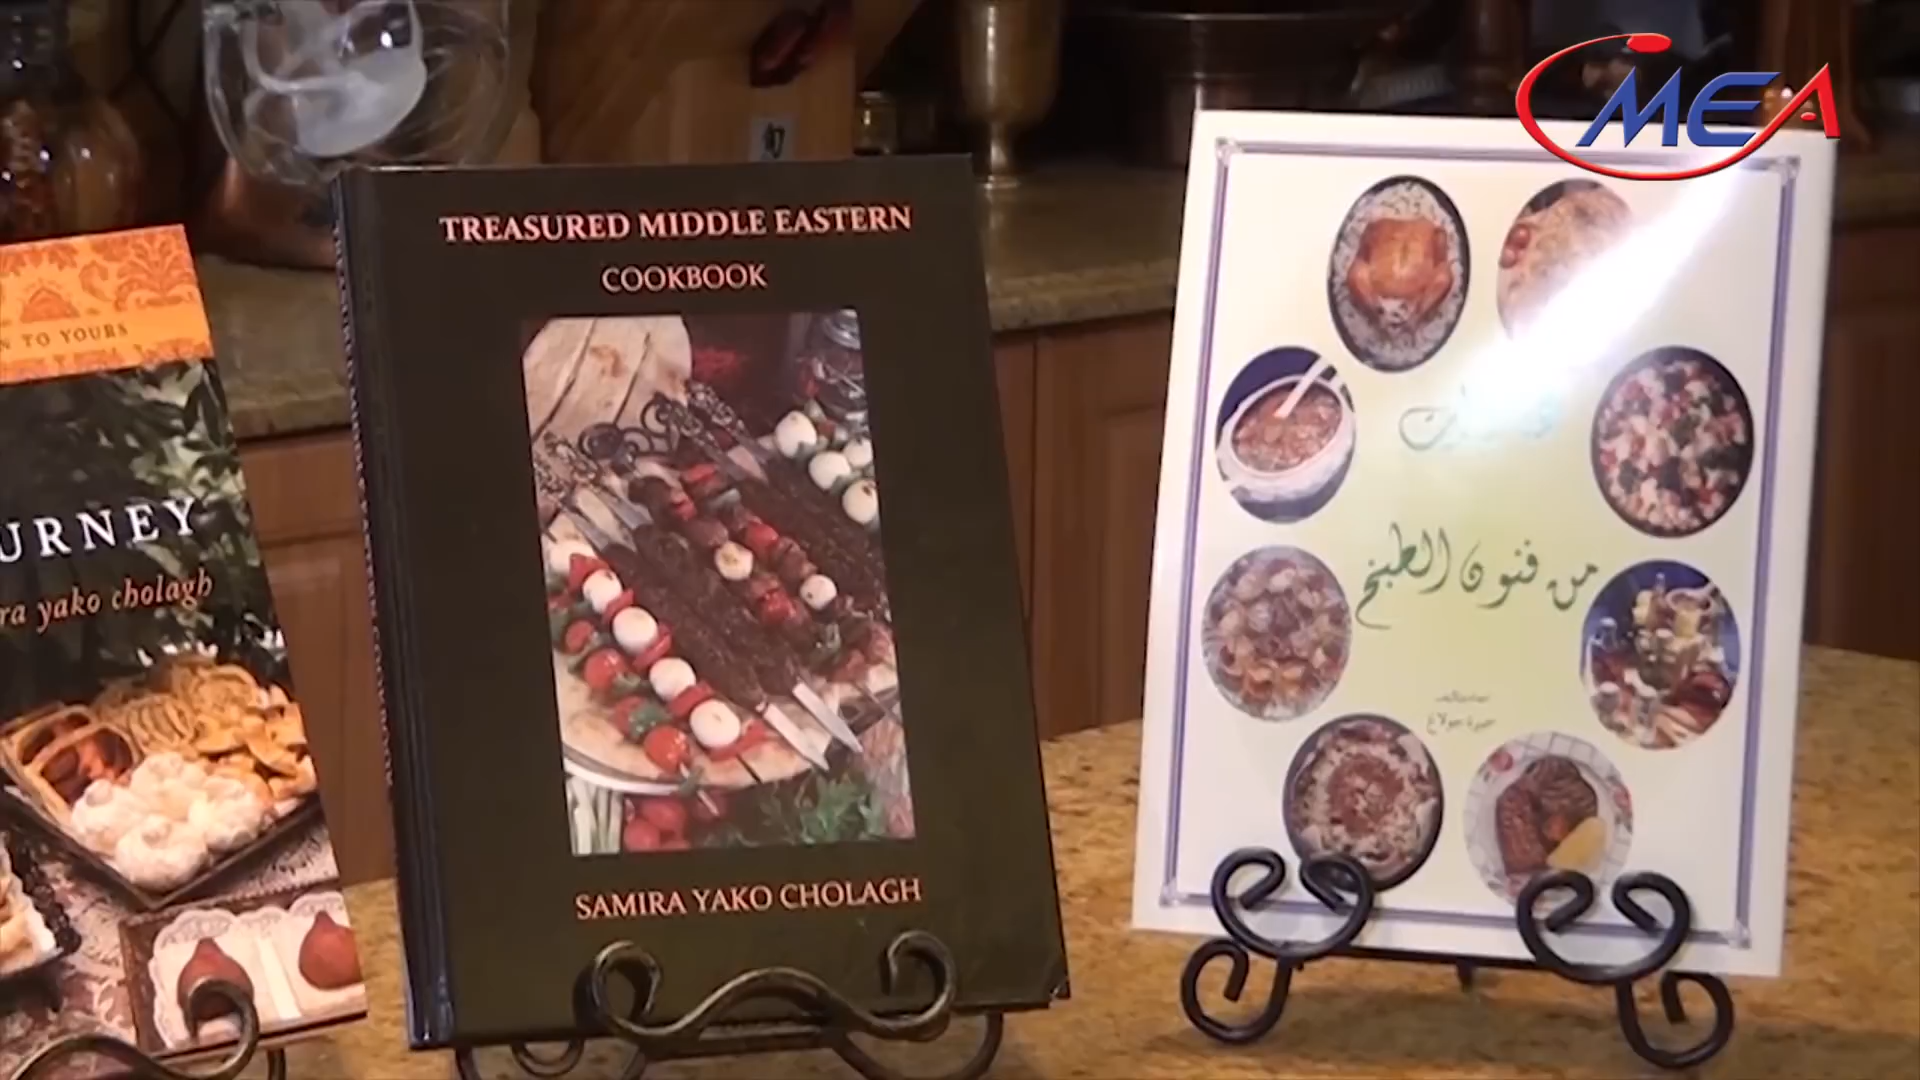 MEA
N TO YOURS
URNEY
ra yako cholagh
TREASURED MIDDLE EASTERN
COOKBOOK
SAMIRA YAKO CHOLAGH
من فنون الطبخ